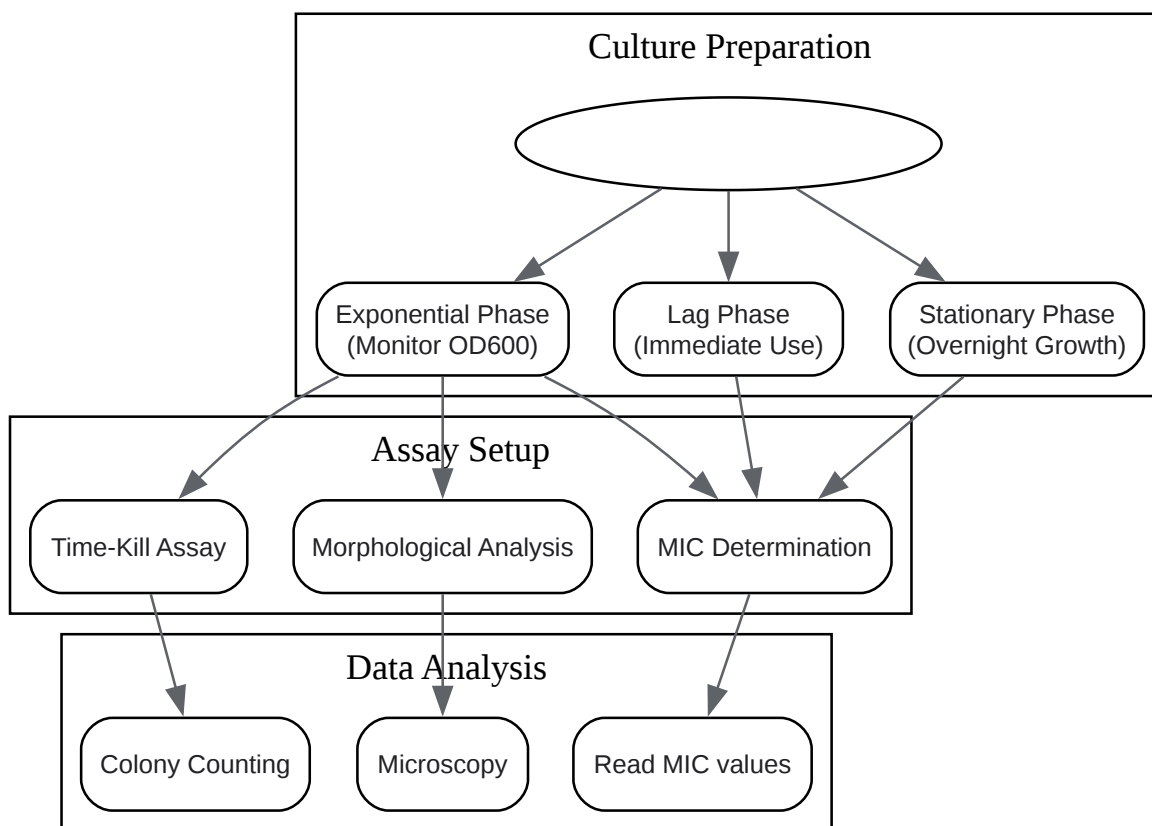 Culture Preparation
Exponential Phase
(Monitor OD600)
Lag Phase
(Immediate Use)
Stationary Phase
(Overnight Growth)
Assay Setup
Time-Kill Assay
Morphological Analysis
MIC Determination
Data Analysis
Colony Counting
Microscopy
Read MIC values